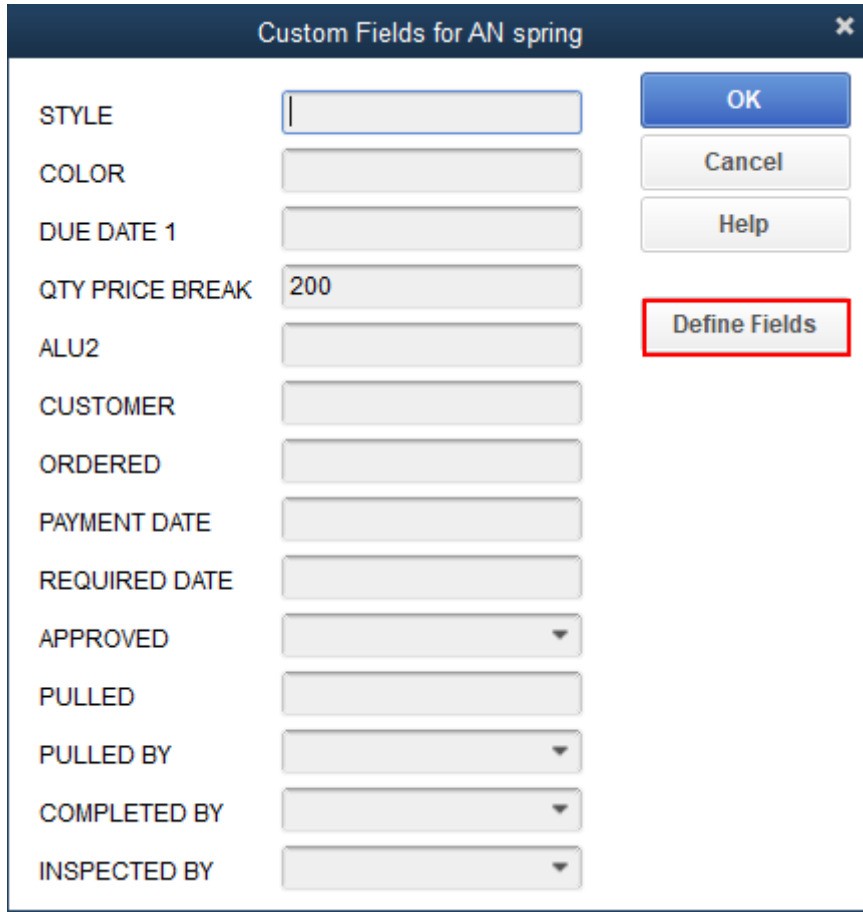 Custom Fields for AN spring
STYLE
OK
COLOR
Cancel
DUE DATE 1
Help
QTY PRICE BREAK 200
Define Fields
ALU2
CUSTOMER
ORDERED
PAYMENT DATE
REQUIRED DATE
APPROVED
PULLED
PULLED BY
COMPLETED BY
INSPECTED BY